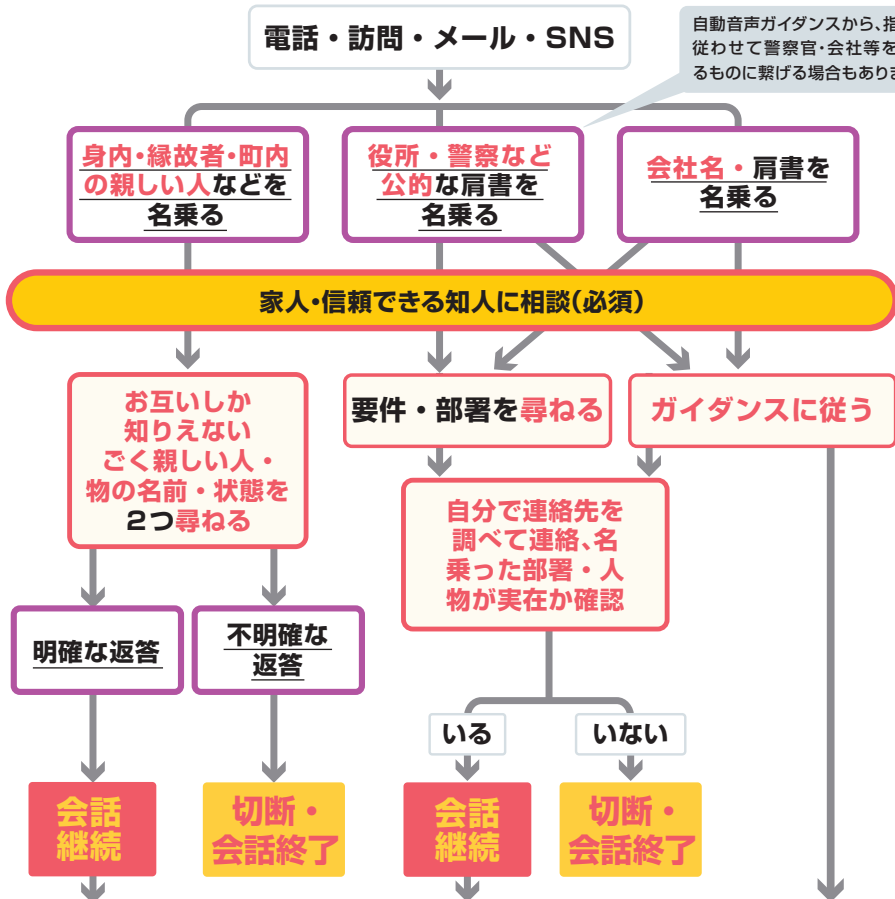 電話・訪問・メール・SNS
自動音声ガイダンスから、指
従わせて警察官・会社等を
るものに繋げる場合もありま
身内・縁故者・町内
の親しい人などを
名乗る
役所・警察など
公的な肩書を
名乗る
会社名・肩書を
名乗る
家人・信頼できる知人に相談(必須)
お互いしか
知りえない
ごく親しい人・
物の名前・状態を
2つ尋ねる
要件・部署を尋ねる
ガイダンスに従う
自分で連絡先を
調べて連絡、名
乗った部署・人
物が実在か確認
明確な返答
不明確な
返答
いる
いない
会話
継続
切断・
会話終了
会話
継続
切断・
会話終了